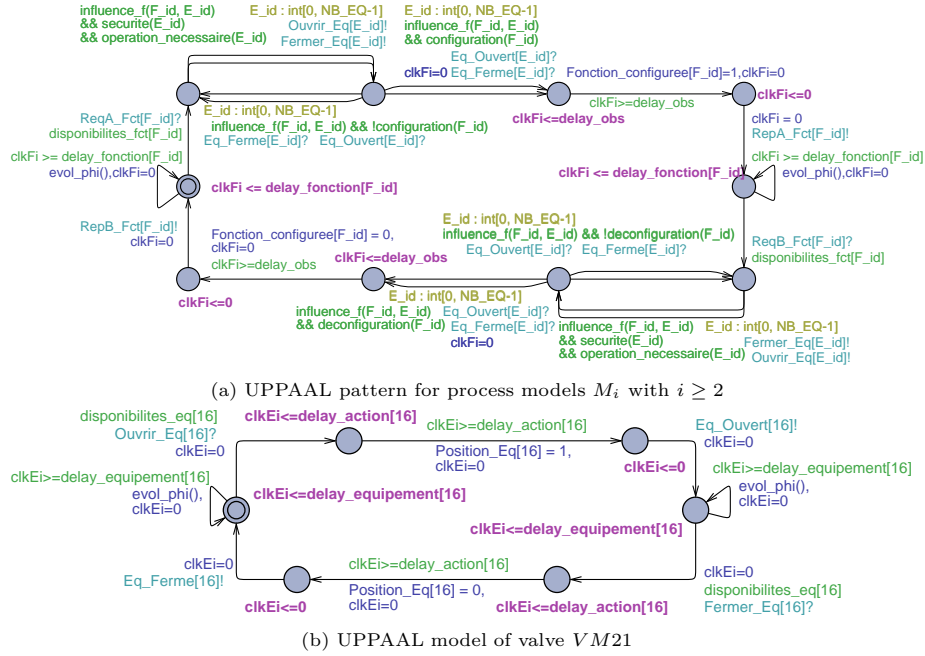 influence_f(F_id, E_id)
&& securite(E_id)
&& operation_necessaire(E_id)
E_id : int[0, NB_EQ-1]
Ouvrir_Eq[E_id]!
Fermer_Eq[E_id]!
E_id : int[0, NB_EQ-1]
influence_f(F_id, E_id)
&& configuration(F_id)
Eq_Ouvert[E_id]?
Eq_Ferme[E_id]?
clkFi=0
Fonction_configuree[F_id]=1,clkFi=0
clkFi<=0
clkFi>=delay_obs
clkFi<=delay_obs
E_id : int[0, NB_EQ-1]
influence_f(F_id, E_id) && !configuration(F_id)
Eq_Ferme[E_id]? Eq_Ouvert[E_id]?
ReqA_Fct[F_id]?
disponibilites_fct[F_id]
clkFi = 0
RepA_Fct[F_id]!
clkFi >= delay_fonction[F_id]
evol_phi(),clkFi=0
clkFi <= delay_fonction[F_id]
clkFi <= delay_fonction[F_id]
clkFi >= delay_fonction[F_id]
evol_phi(),clkFi=0
RepB_Fct[F_id]!
clkFi=0
Fonction_configuree[F_id] = 0,
clkFi=0
clkFi>=delay_obs
clkFi<=delay_obs
E_id : int[0, NB_EQ-1]
influence_f(F_id, E_id) && !deconfiguration(F_id)
Eq_Ouvert[E_id]? Eq_Ferme[E_id]?
ReqB_Fct[F_id]?
disponibilites_fct[F_id]
clkFi<=0
E_id : int[0, NB_EQ-1]
influence_f(F_id, E_id)
&& deconfiguration(F_id)
Eq_Ouvert[E_id]?
Eq_Ferme[E_id]?
clkFi=0
influence_f(F_id, E_id)
&& securite(E_id)
&& operation_necessaire(E_id)
E_id : int[0, NB_EQ-1]
Fermer_Eq[E_id]!
Ouvrir_Eq[E_id]!
(a) UPPAAL pattern for process models M_i with i ≥ 2
disponibilites_eq[16]
Ouvrir_Eq[16]?
clkEi=0
clkEi<=delay_action[16]
clkEi>=delay_action[16]
Position_Eq[16] = 1,
clkEi=0
clkEi<=0
Eq_Ouvert[16]!
clkEi=0
clkEi>=delay_equipement[16]
evol_phi(),
clkEi=0
clkEi<=delay_equipement[16]
clkEi<=delay_equipement[16]
clkEi>=delay_equipement[16]
evol_phi(),
clkEi=0
clkEi=0
Eq_Ferme[16]!
clkEi<=0
clkEi>=delay_action[16]
Position_Eq[16] = 0,
clkEi=0
clkEi<=delay_action[16]
clkEi=0
disponibilites_eq[16]
Fermer_Eq[16]?
(b) UPPAAL model of valve VM21